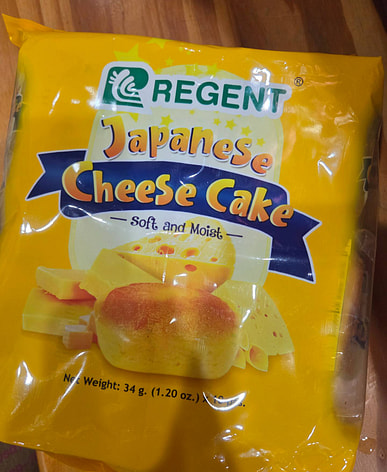 REGENT®
Japanese
Cheese Cake
Soft and Moist
Net Weight: 34 g. (1.20 oz.) x